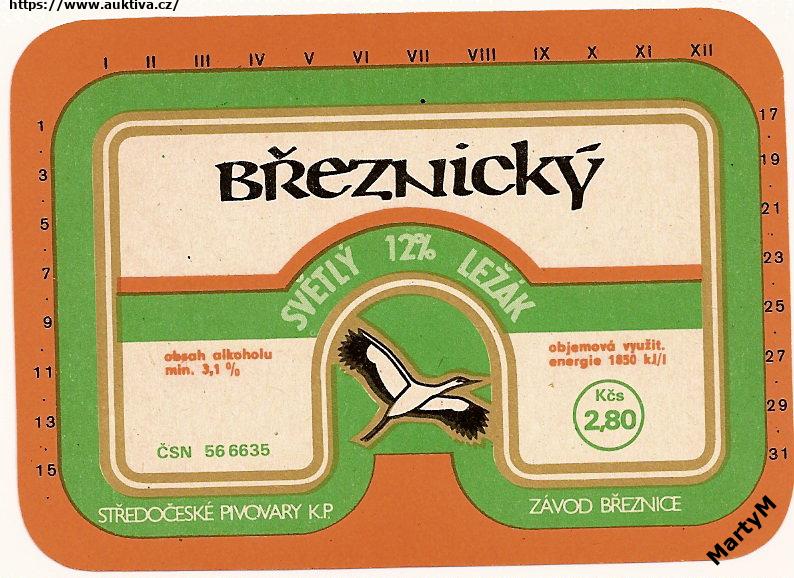 https://www.auktiva.cz/
I II III IV V VI VII VIII IX X XI XII
1
3
5
7
9
11
13
15
17
19
21
23
25
27
29
31
BŘEZNICKÝ
SVĚTLÝ 12% LEŽÁK
obsah alkoholu
min. 3,1 %
ČSN 56 6635
objemová využit.
energie 1850 kJ/l
Kčs
2,80
STŘEDOČESKÉ PIVOVARY K.P.
ZÁVOD BŘEZNICE
MartyM